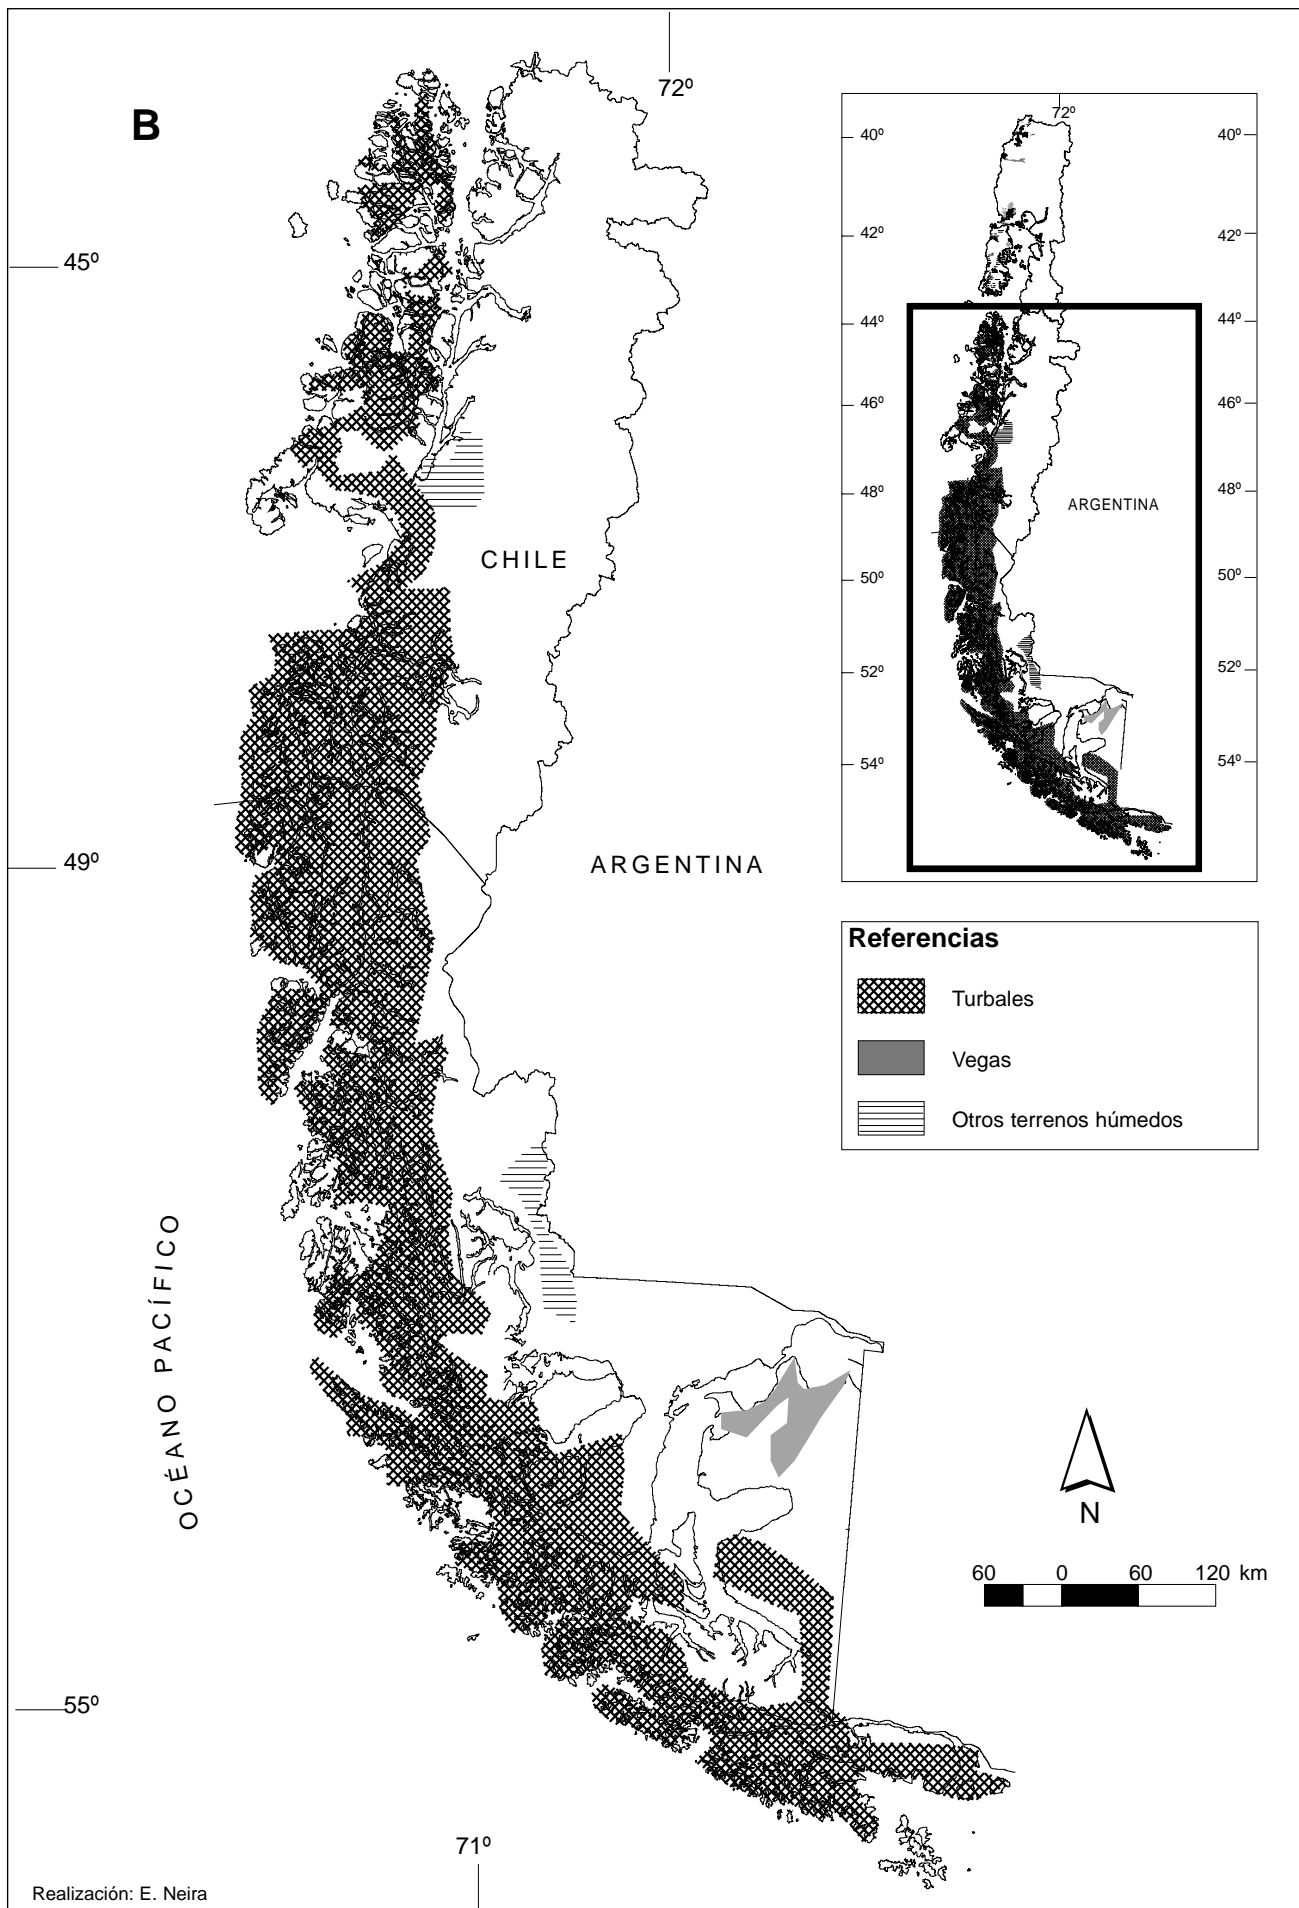 72º
B
45º
CHILE
49º
ARGENTINA
OCÉANO PACÍFICO
55º
71º
Realización: E. Neira
72º
40º
40º
42º
42º
44º
44º
46º
46º
48º
48º
ARGENTINA
50º
50º
52º
52º
54º
54º
Referencias
Turbales
Vegas
Otros terrenos húmedos
N
60 0 60 120 km